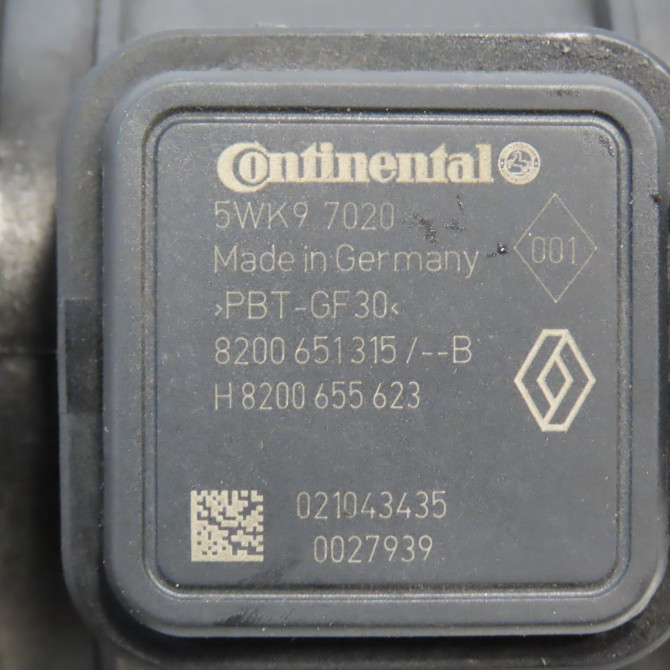 Continental
5WK9 7020
Made in Germany
001
>PBT-GF30<
8200 651 315 /--B
H 8200 655 623
021043435
0027939